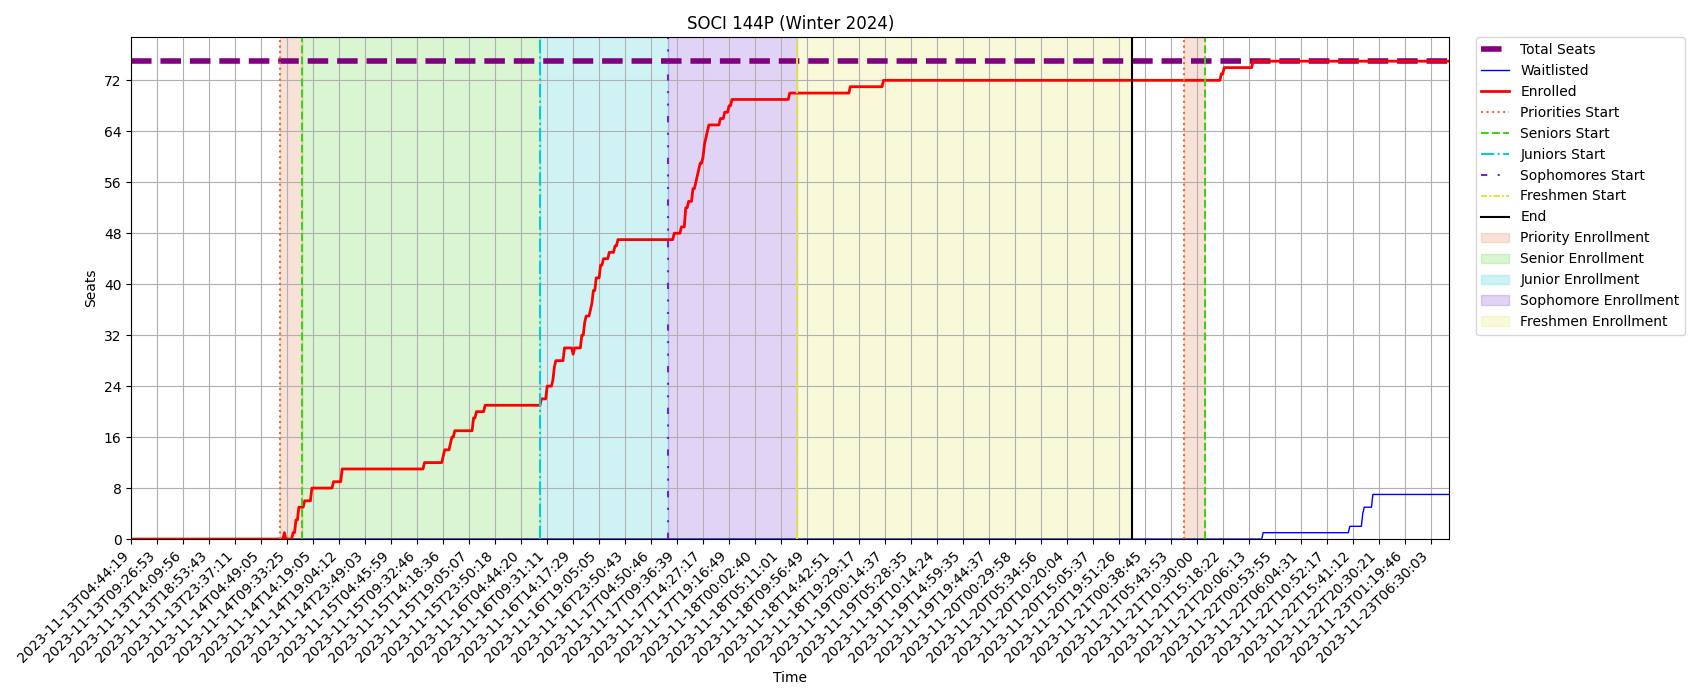 SOCI 144P (Winter 2024)
Seats
72
64
56
48
40
32
24
16
8
0
2023-11-13T04:44:19
2023-11-13T09:26:53
2023-11-13T14:09:56
2023-11-13T18:53:43
2023-11-13T23:37:11
2023-11-14T04:49:05
2023-11-14T09:33:25
2023-11-14T14:19:05
2023-11-14T19:04:12
2023-11-14T23:49:03
2023-11-15T04:45:59
2023-11-15T09:32:46
2023-11-15T14:18:36
2023-11-15T19:05:07
2023-11-15T23:50:18
2023-11-16T04:44:20
2023-11-16T09:31:11
2023-11-16T14:17:29
2023-11-16T19:05:05
2023-11-16T23:50:43
2023-11-17T04:50:46
2023-11-17T09:36:39
2023-11-17T14:27:17
2023-11-17T19:16:49
2023-11-18T00:02:40
2023-11-18T05:11:01
2023-11-18T09:56:49
2023-11-18T14:42:51
2023-11-18T19:29:17
2023-11-19T00:14:37
2023-11-19T05:28:35
2023-11-19T10:14:24
2023-11-19T14:59:35
2023-11-19T19:44:37
2023-11-20T00:29:58
2023-11-20T05:34:56
2023-11-20T10:20:04
2023-11-20T15:05:37
2023-11-20T19:51:26
2023-11-21T00:38:45
2023-11-21T05:43:53
2023-11-21T10:30:00
2023-11-21T15:18:22
2023-11-21T20:06:13
2023-11-22T00:53:55
2023-11-22T06:04:31
2023-11-22T10:52:17
2023-11-22T15:41:12
2023-11-22T20:30:21
2023-11-23T01:19:46
2023-11-23T06:30:03
Time
Total Seats
Waitlisted
Enrolled
Priorities Start
Seniors Start
Juniors Start
Sophomores Start
Freshmen Start
End
Priority Enrollment
Senior Enrollment
Junior Enrollment
Sophomore Enrollment
Freshmen Enrollment